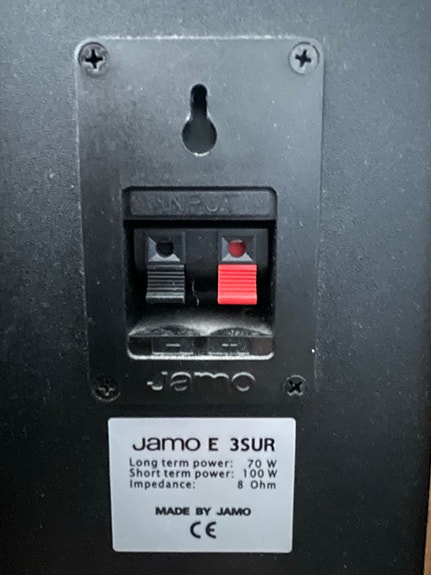 INPUT
- +
Jamo
Jamo E 3SUR
Long term power: 70 W
Short term power: 100 W
Impedance: 8 Ohm
MADE BY JAMO
CE